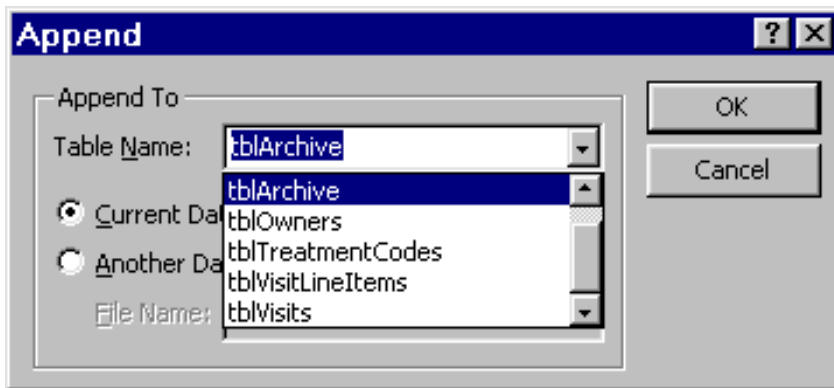 Append
Append To
OK
Table Name: tblArchive
Cancel
tblArchive
Current Da
tblOwners
tblTreatmentCodes
Another Da
tblVisitLineItems
File Name:
tblVisits